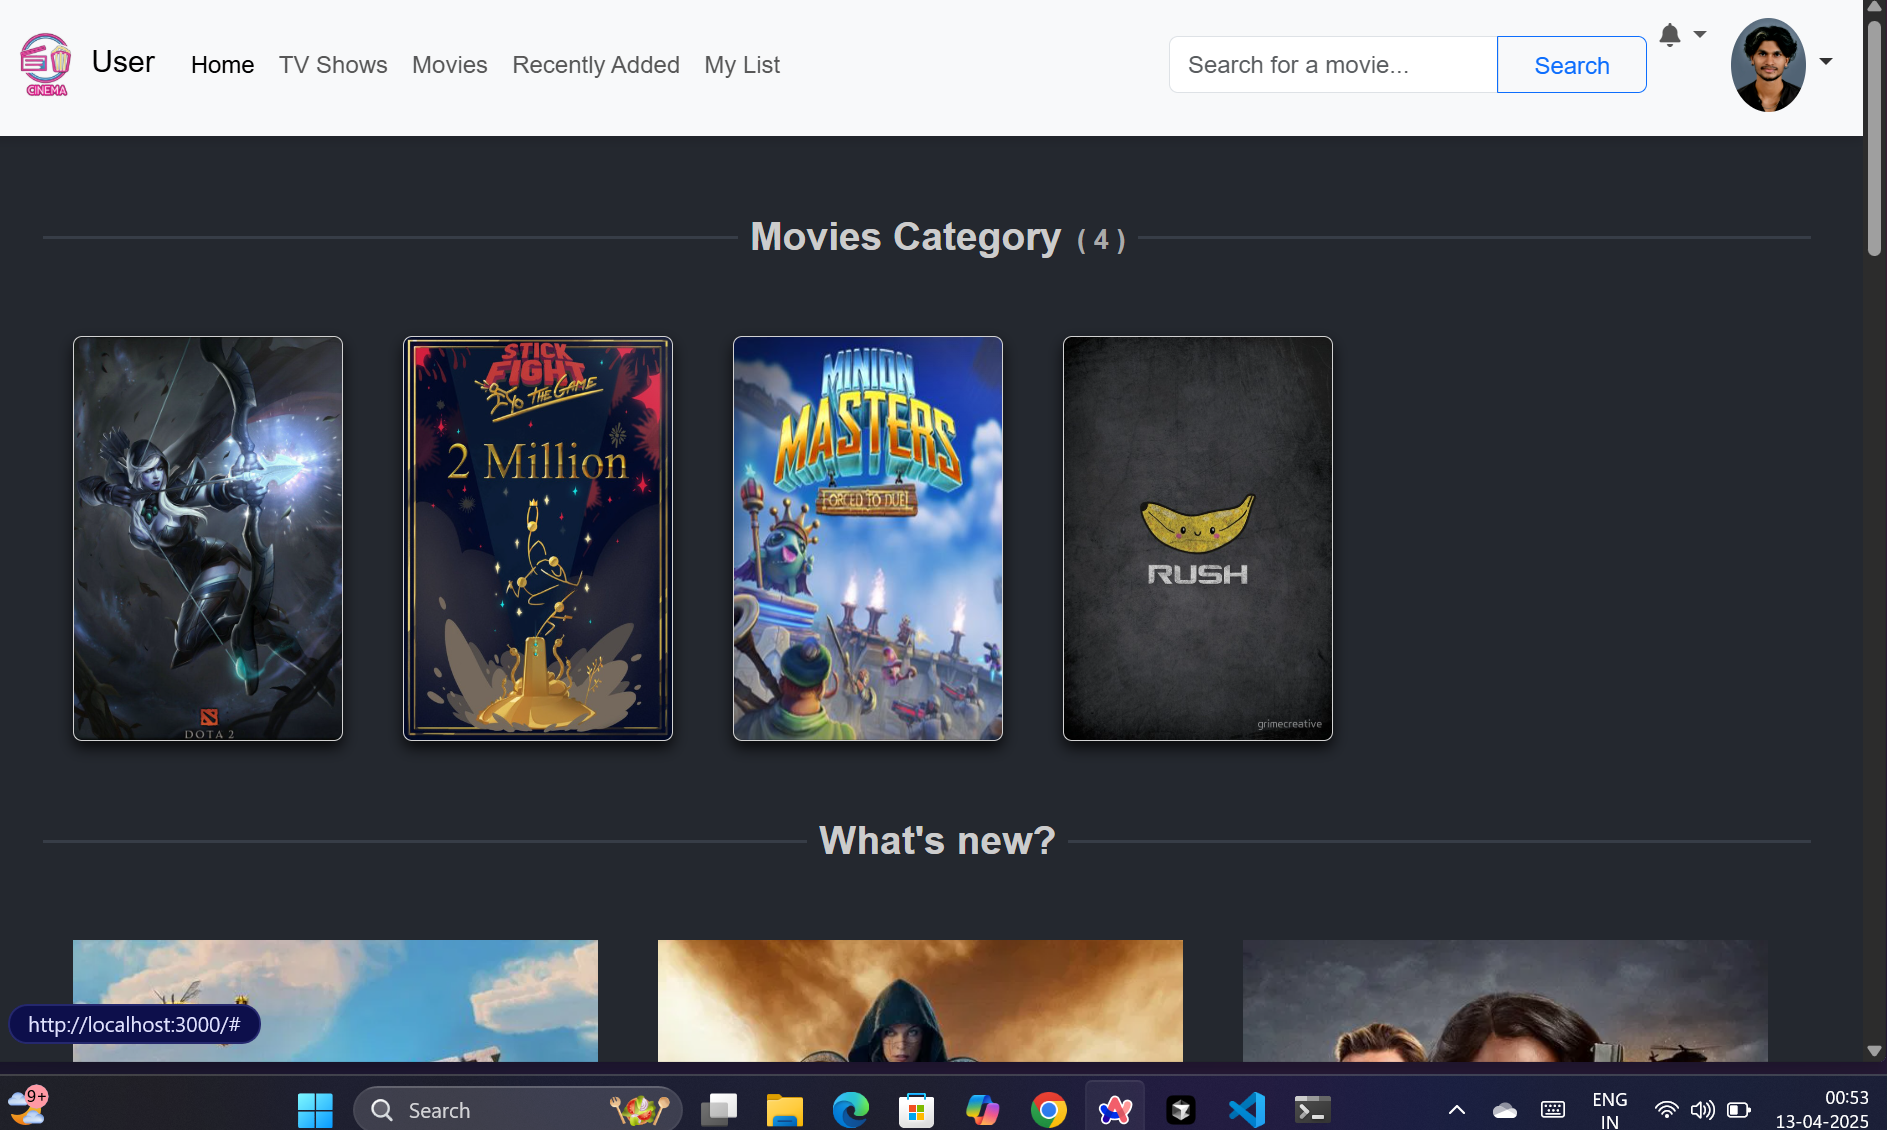 CINEMA
User
Home
TV Shows
Movies
Recently Added
My List
Search for a movie...
Search
Movies Category ( 4 )
DOTA 2
STICK
FIGHT
THE GAME
2 Million
MINION
MASTERS
FORCED TO DUEL
RUSH
grimecreative
What's new?
http://localhost:3000/#
9+
Search
ENG
IN
00:53
13-04-2025